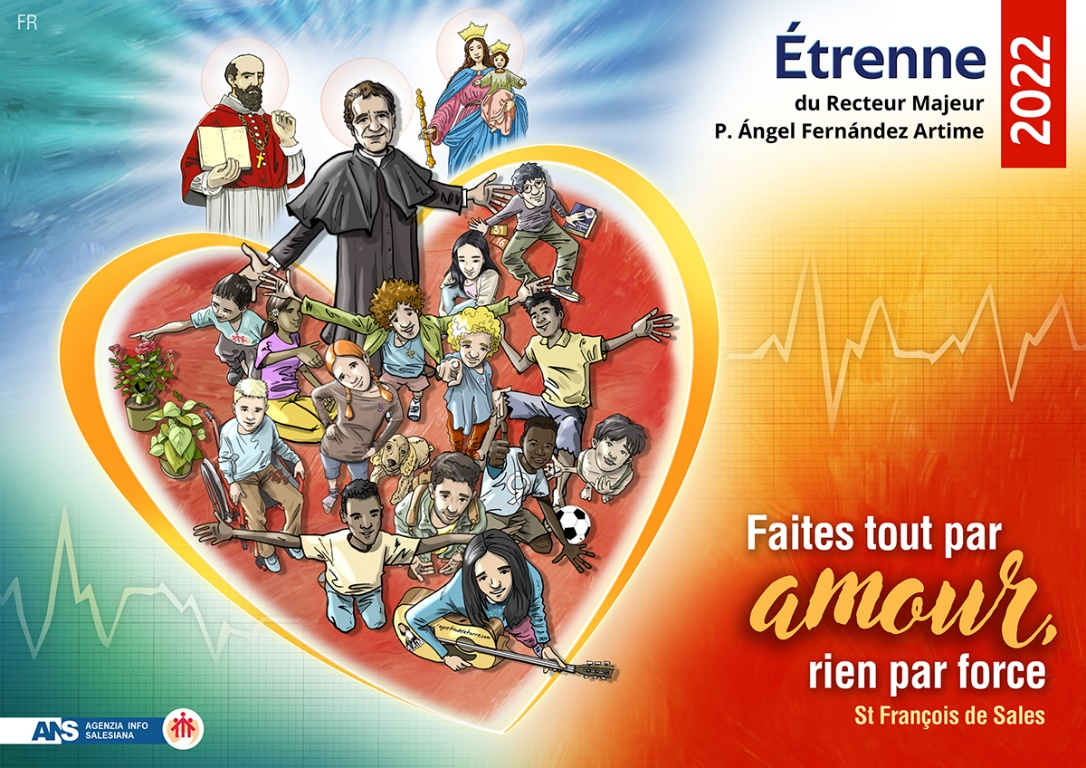 FR
Étrenne
du Recteur Majeur
P. Ángel Fernández Artime
2022
Faites tout par
amour,
rien par force
St François de Sales
ANS
AGENZIA INFO
SALESIANA